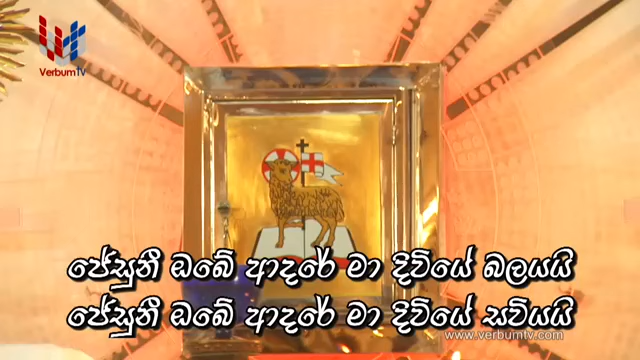 VerbumTV
ජේසුනී ඔබේ ආදරේ මා දිවියේ බලයයි
ජේසුනී ඔබේ ආදරේ මා දිවියේ සවියයි
www.verbumtv.com